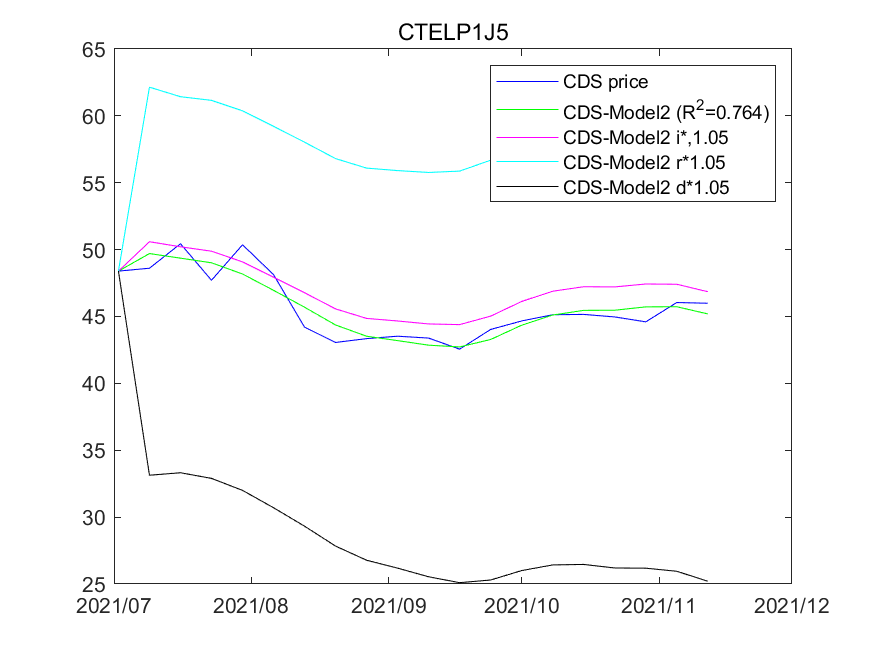 CTELP1J5
65
60
55
50
45
40
35
30
25
CDS price
CDS-Model2 (R²=0.764)
CDS-Model2 i*,1.05
CDS-Model2 r*1.05
CDS-Model2 d*1.05
2021/07 2021/08 2021/09 2021/10 2021/11 2021/12